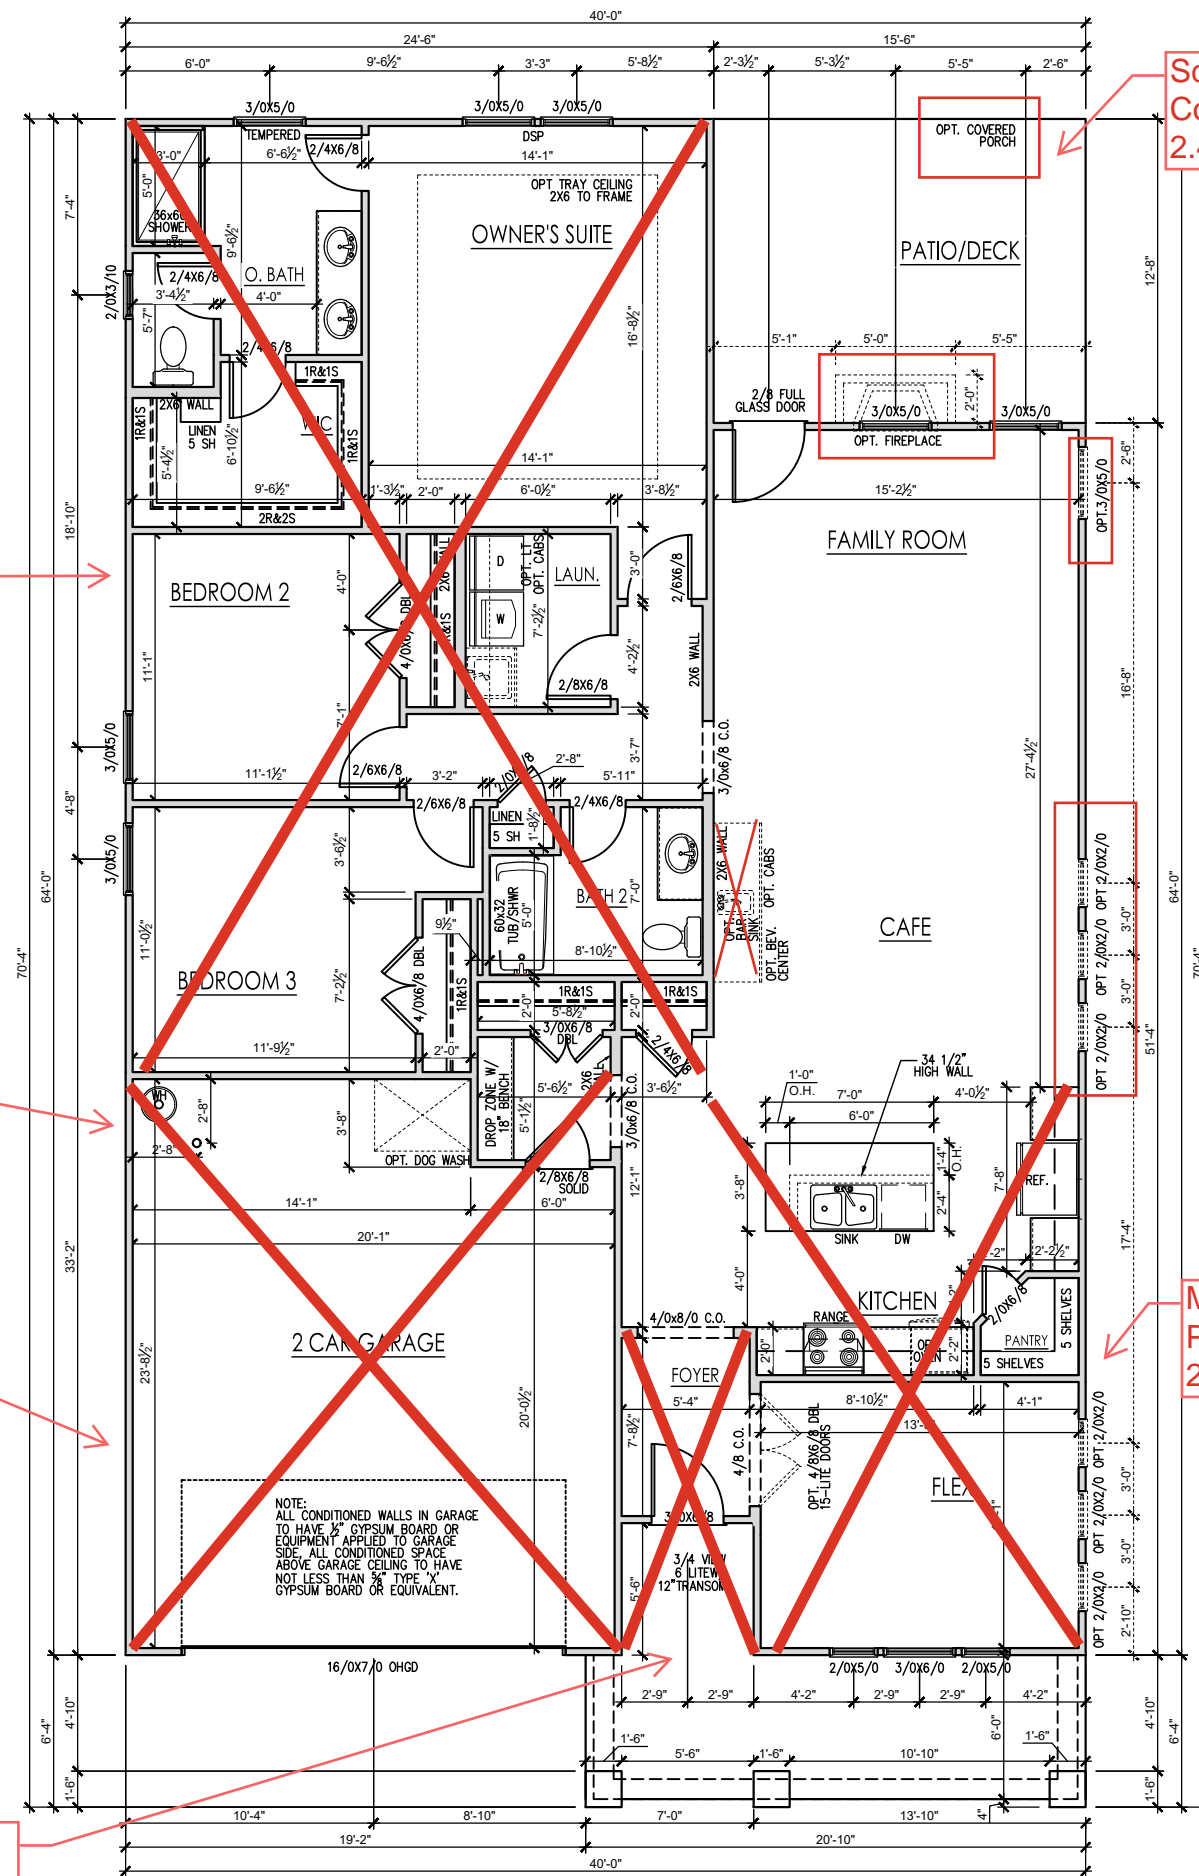 40'-0"
24'-6"
15'-6"
6'-0"
9'-6½"
3'-3"
5'-8½"
2'-3½"
5'-3½"
5'-5"
2'-6"
3/0X5/0
3/0X5/0
3/0X5/0
TEMPERED
DSP
3'-0"
6'-6½"
2/4X6/8
14'-1"
5'-0"
36x60
SHOWER
OPT TRAY CEILING
2X6 TO FRAME
OWNER'S SUITE
OPT. COVERED
PORCH
PATIO/DECK
7'-4"
12'-8"
9'-6½"
O. BATH
2/4X6/8
3'-4½"
4'-0"
5'-7"
2/0X3/10
2/4X6/8
16'-8½"
5'-1"
5'-0"
5'-5"
1R&1S
2X6 WALL
LINEN
5 SH
1R&1S
WIC
1R&1S
5'-4½"
6'-10½"
9'-6½"
2R&2S
14'-1"
1'-3½"
2'-0"
6'-0½"
3'-8½"
2/8 FULL
GLASS DOOR
3/0X5/0
3/0X5/0
2'-0"
OPT. FIREPLACE
15'-2½"
2'-6"
OPT.3/0X5/0
18'-10"
FAMILY ROOM
BEDROOM 2
4'-0"
D
OPT. LT
OPT. CABS
LAUN.
W
7'-2½"
3'-0"
2/6X6/8
4'-2½"
2X6 WALL
2/8X6/8
11'-1"
7'-1"
16'-8"
27'-4½"
3/0X5/0
11'-1½"
2/6X6/8
3'-2"
2'-8"
5'-11"
3'-7"
3/0x6/8 C.O.
2/6X6/8
2/4X6/8
4'-8"
LINEN
5 SH
1'-8½"
3/0X5/0
3'-6½"
BATH 2
7'-0"
60x32
TUB/SHWR
5'-0"
8'-10½"
9½"
2X6 WALL
OPT. CABS
OPT. BEV.
CENTER
CAFE
OPT 2/0X2/0
OPT 2/0X2/0
OPT 2/0X2/0
3'-0"
3'-0"
64'-0"
70'-4"
64'-0"
70'-4"
51'-4"
11'-0½"
BEDROOM 3
7'-2½"
4/0X6/8 DBL
1R&1S
11'-9½"
2'-0"
1R&1S
1R&1S
2'-0"
5'-8½"
2'-0"
3/0X6/8
DBL
2/4X6/8
WH
2'-8"
2'-8"
3'-8"
OPT. DOG WASH
DROP ZONE W/
18" BENCH
5'-6½"
5'-1½"
3/0x6/8 C.O.
3'-6½"
2/8X6/8
SOLID
12'-1"
14'-1"
6'-0"
20'-1"
34 1/2"
HIGH WALL
1'-0"
O.H.
7'-0"
4'-0½"
6'-0"
3'-8"
1'-4"
O.H.
2'-4"
7'-8"
REF.
SINK
DW
2'-2½"
17'-4"
4'-0"
33'-2"
KITCHEN
RANGE
2'-0"
2'-2"
2/0X6/8
PANTRY
5 SHELVES
5 SHELVES
4/0x8/0 C.O.
2 CAR GARAGE
23'-8½"
20'-0½"
FOYER
5'-4"
7'-8½"
4/8 C.O.
OPT. 4/8X6/8 DBL
15-LITE DOORS
8'-10½"
4'-1"
OPT 2/0X2/0
OPT 2/0X2/0
OPT 2/0X2/0
3'-0"
3'-0"
2'-10"
NOTE:
ALL CONDITIONED WALLS IN GARAGE
TO HAVE ½" GYPSUM BOARD OR
EQUIPMENT APPLIED TO GARAGE
SIDE, ALL CONDITIONED SPACE
ABOVE GARAGE CEILING TO HAVE
NOT LESS THAN ⅝" TYPE 'X'
GYPSUM BOARD OR EQUIVALENT.
12"TRANSOM
5'-6"
16/0X7/0 OHGD
2/0X5/0
3/0X6/0
2/0X5/0
2'-9"
2'-9"
4'-2"
2'-9"
2'-9"
4'-2"
6'-0"
6'-4"
4'-10"
1'-6"
4'-10"
6'-4"
1'-6"
1'-6"
5'-6"
1'-6"
10'-10"
1'-6"
4"
10'-4"
8'-10"
7'-0"
13'-10"
19'-2"
20'-10"
40'-0"